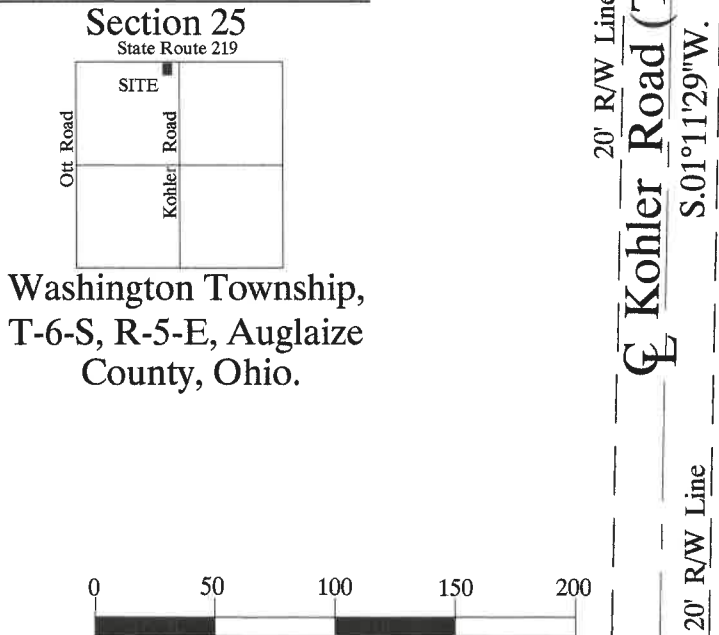 Section 25
State Route 219
SITE
Ott Road
Kohler Road
Washington Township,
T-6-S, R-5-E, Auglaize
County, Ohio.
0 50 100 150 200
20' R/W Line
℄ Kohler Road (
S.01°11'29"W.
20' R/W Line